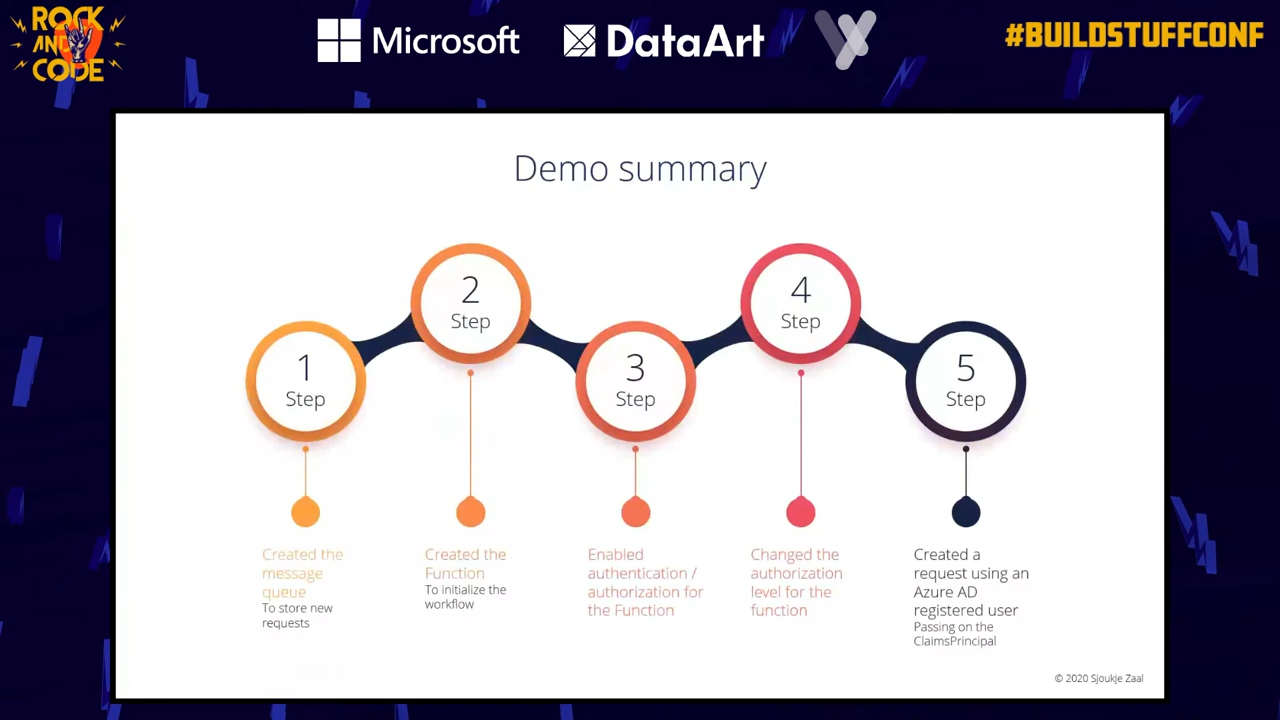 ROCK
AND
CODE
Microsoft
DataArt
#BUILDSTUFFCONF
Demo summary
1
Step
2
Step
3
Step
4
Step
5
Step
Created the
message
queue
To store new
requests
Created the
Function
To initialize the
workflow
Enabled
authentication /
authorization for
the Function
Changed the
authorization
level for the
function
Created a
request using an
Azure AD
registered user
Passing on the
ClaimsPrincipal
© 2020 Sjoukje Zaal